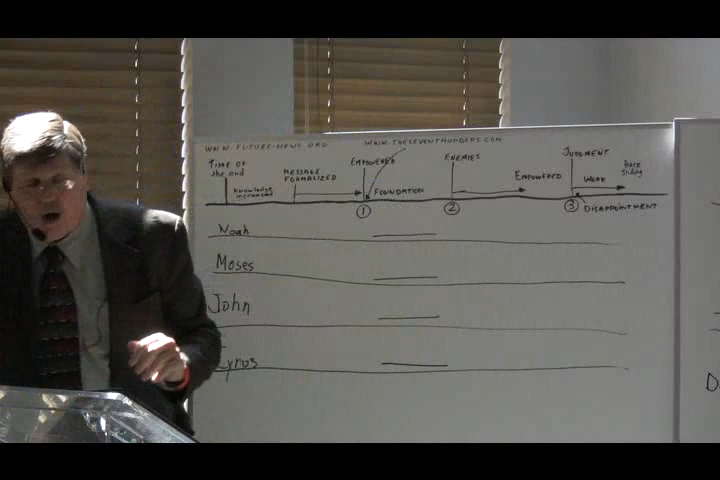 WWW.FUTURE-NEWS.ORG WWW.THESEVENTHUNDERS.COM
TIME OF
the end
knowledge
increased
MESSAGE
FORMALIZED
EMPOWERED
FOUNDATION
①
ENEMIES
EMPOWERED
②
JUDGMENT
WORK
Back
Sliding
③
DISAPPOINTMENT
Noah
Moses
John
Cyrus
D